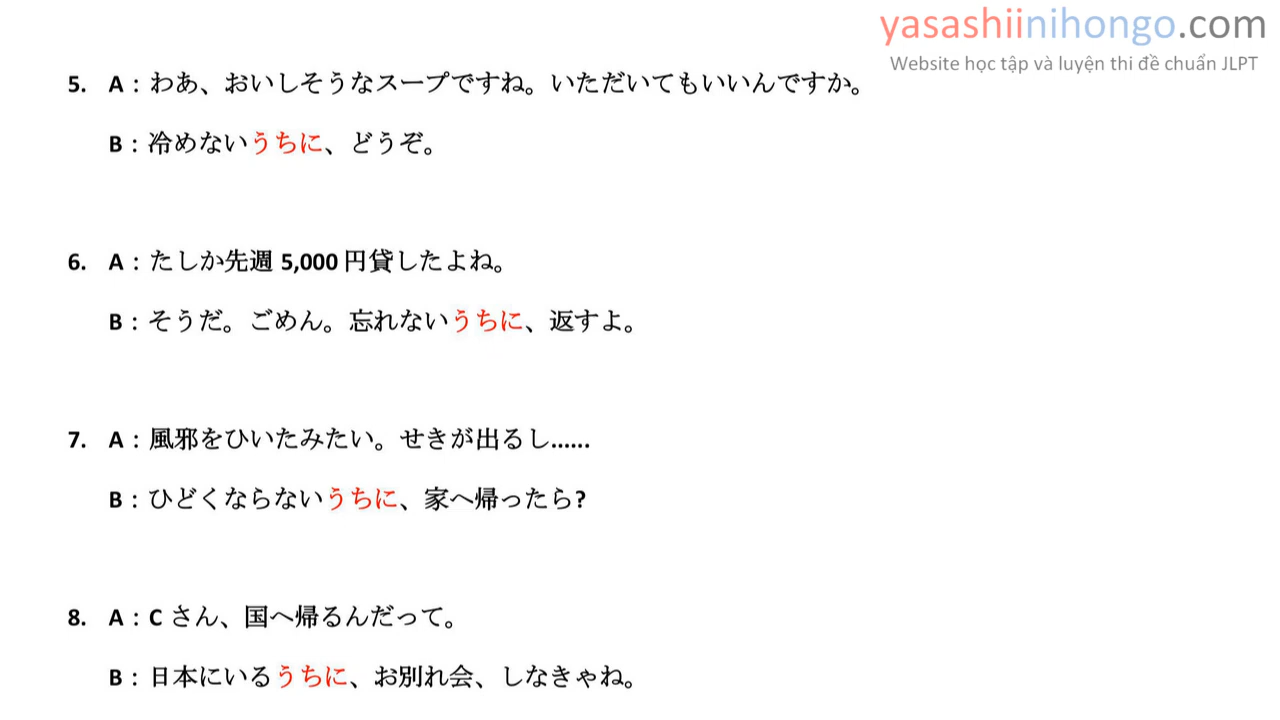 yasashiinihongo.com
Website học tập và luyện thi đề chuẩn JLPT
5. A：わあ、おいしそうなスープですね。いただいてもいいんですか。
B：冷めないうちに、どうぞ。
6. A：たしか先週 5,000 円貸したよね。
B：そうだ。ごめん。忘れないうちに、返すよ。
7. A：風邪をひいたみたい。せきが出るし......
B：ひどくならないうちに、家へ帰ったら?
8. A：C さん、国へ帰るんだって。
B：日本にいるうちに、お別れ会、しなきゃね。